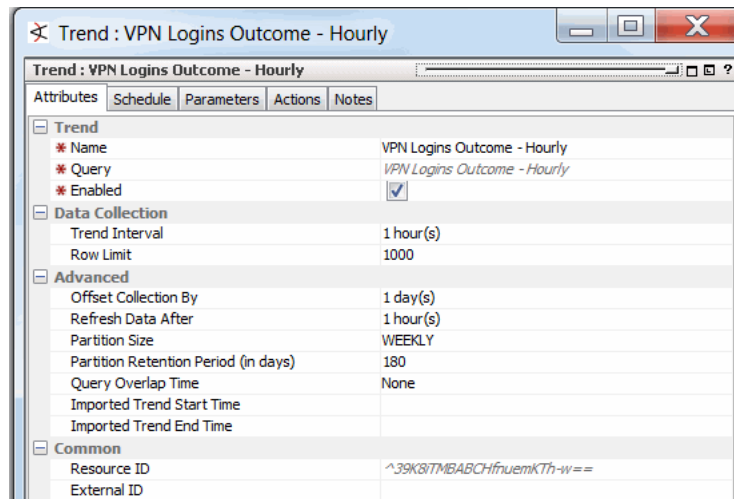 Trend : VPN Logins Outcome - Hourly
Trend : VPN Logins Outcome - Hourly ?
Attributes Schedule Parameters Actions Notes
Trend
* Name VPN Logins Outcome - Hourly
* Query VPN Logins Outcome - Hourly
* Enabled
Data Collection
Trend Interval 1 hour(s)
Row Limit 1000
Advanced
Offset Collection By 1 day(s)
Refresh Data After 1 hour(s)
Partition Size WEEKLY
Partition Retention Period (in days) 180
Query Overlap Time None
Imported Trend Start Time
Imported Trend End Time
Common
Resource ID ^39K8iTMBABCHfnuemKTh-w==
External ID